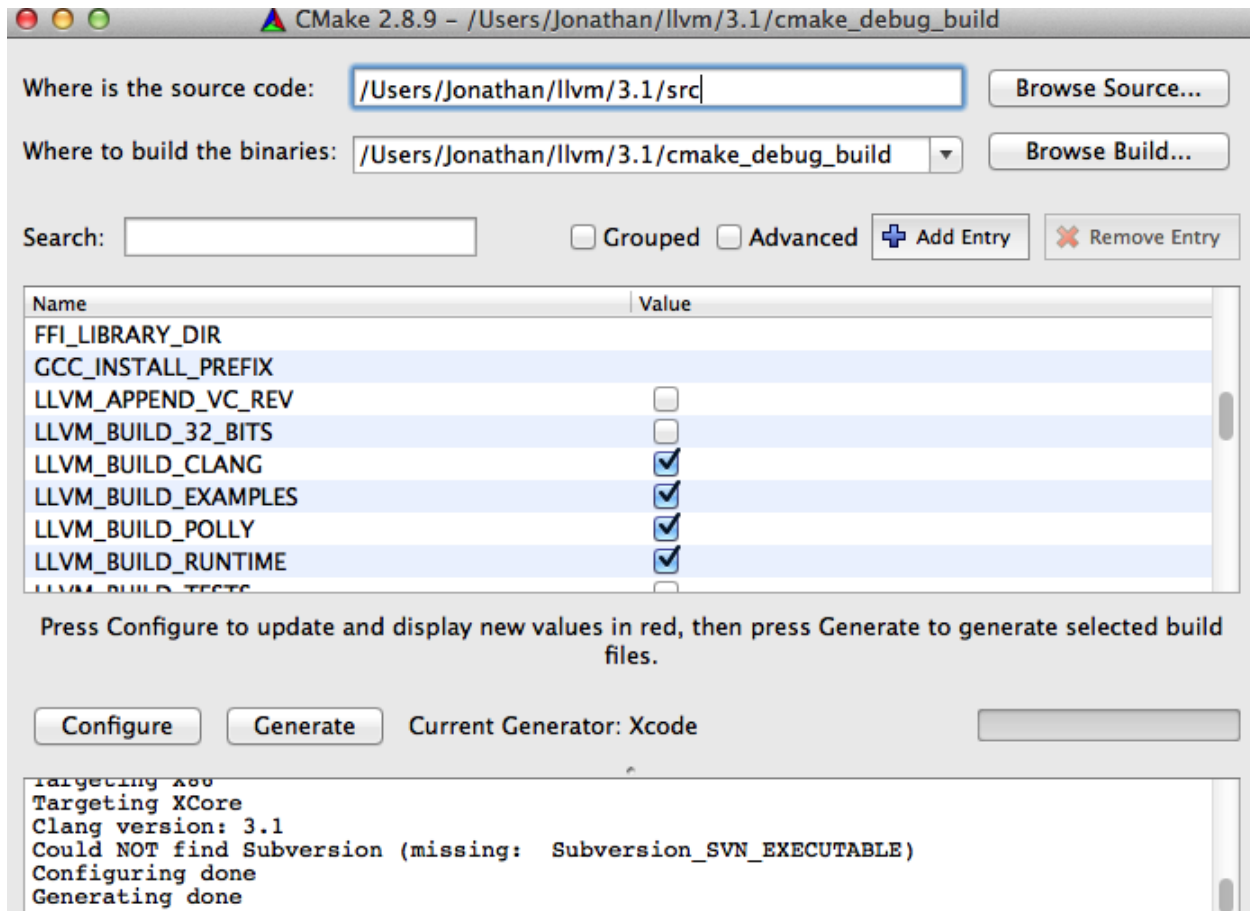 CMake 2.8.9 - /Users/Jonathan/llvm/3.1/cmake_debug_build
Where is the source code: /Users/Jonathan/llvm/3.1/src Browse Source...
Where to build the binaries: /Users/Jonathan/llvm/3.1/cmake_debug_build Browse Build...
Search: Grouped Advanced Add Entry Remove Entry
Name Value
FFI_LIBRARY_DIR
GCC_INSTALL_PREFIX
LLVM_APPEND_VC_REV
LLVM_BUILD_32_BITS
LLVM_BUILD_CLANG
LLVM_BUILD_EXAMPLES
LLVM_BUILD_POLLY
LLVM_BUILD_RUNTIME
LLVM_BUILD_TESTS
Press Configure to update and display new values in red, then press Generate to generate selected build
files.
Configure Generate Current Generator: Xcode
Targeting X86
Targeting XCore
Clang version: 3.1
Could NOT find Subversion (missing:  Subversion_SVN_EXECUTABLE)
Configuring done
Generating done